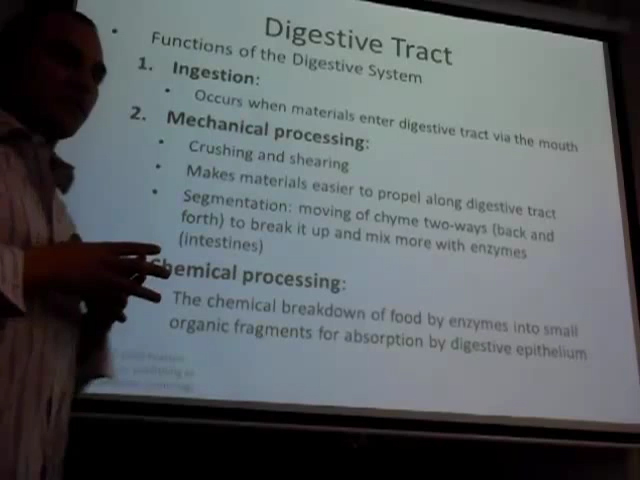 Digestive Tract
• Functions of the Digestive System
1. Ingestion:
• Occurs when materials enter digestive tract via the mouth
2. Mechanical processing:
• Crushing and shearing
• Makes materials easier to propel along digestive tract
• Segmentation: moving of chyme two-ways (back and
forth) to break it up and mix more with enzymes
(intestines)
Chemical processing:
The chemical breakdown of food by enzymes into small
organic fragments for absorption by digestive epithelium